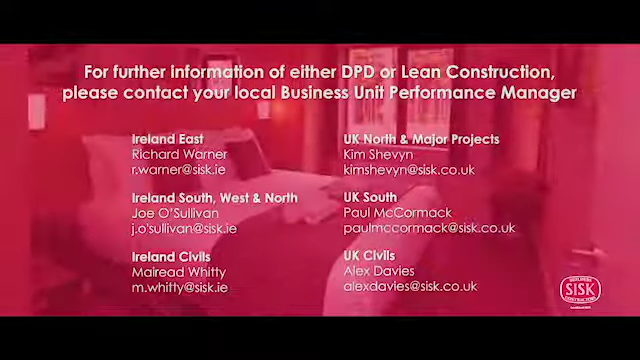 For further information of either DPD or Lean Construction,
please contact your local Business Unit Performance Manager
Ireland East
Richard Warner
r.warner@sisk.ie
Ireland South, West & North
Joe O'Sullivan
j.o'sullivan@sisk.ie
Ireland Civils
Mairead Whitty
m.whitty@sisk.ie
UK North & Major Projects
Kim Shevyn
kimshevyn@sisk.co.uk
UK South
Paul McCormack
paulmccormack@sisk.co.uk
UK Civils
Alex Davies
alexdavies@sisk.co.uk
SISK